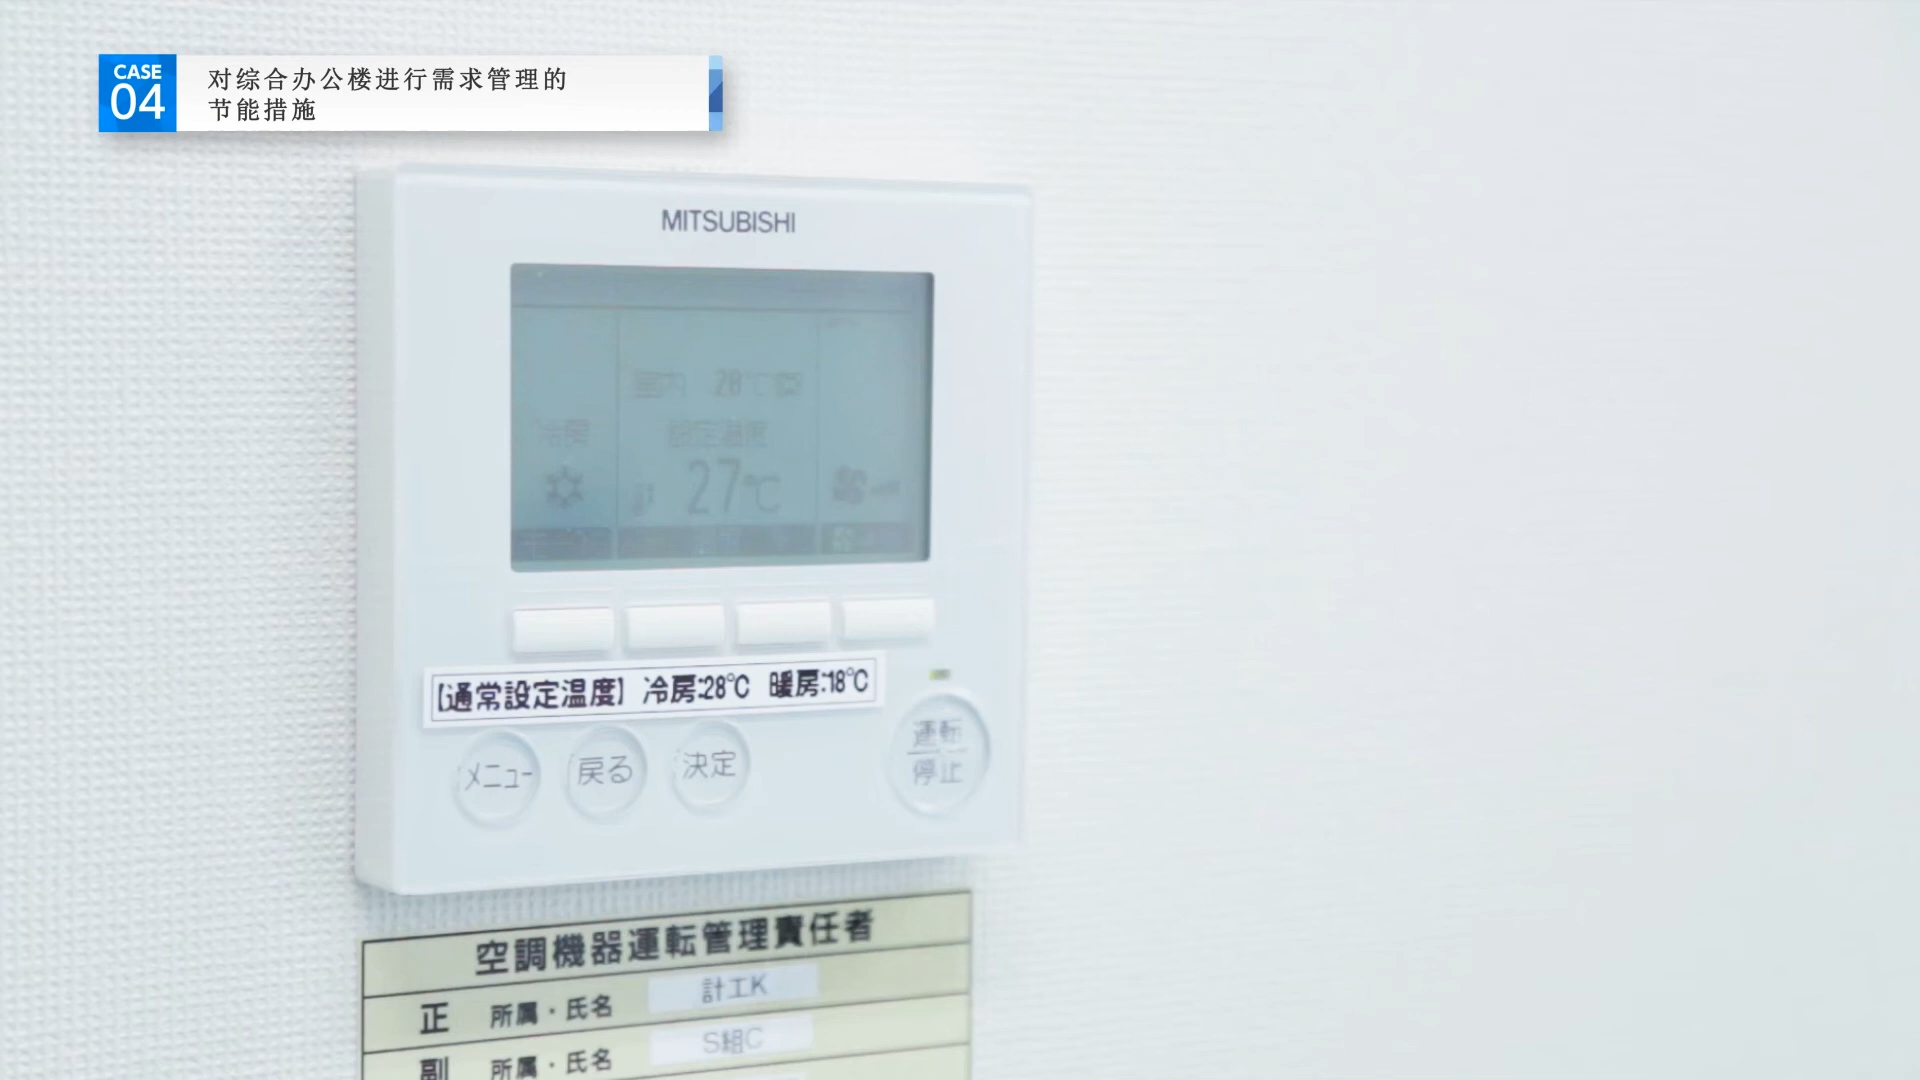 CASE
04
对综合办公楼进行需求管理的
节能措施
MITSUBISHI
室内 28℃
冷房 設定温度
27℃
【通常設定温度】 冷房:28℃ 暖房:18℃
メニュー 戻る 決定 運転
停止
空調機器運転管理責任者
正 所属・氏名 計工K
副 所属・氏名 S組C